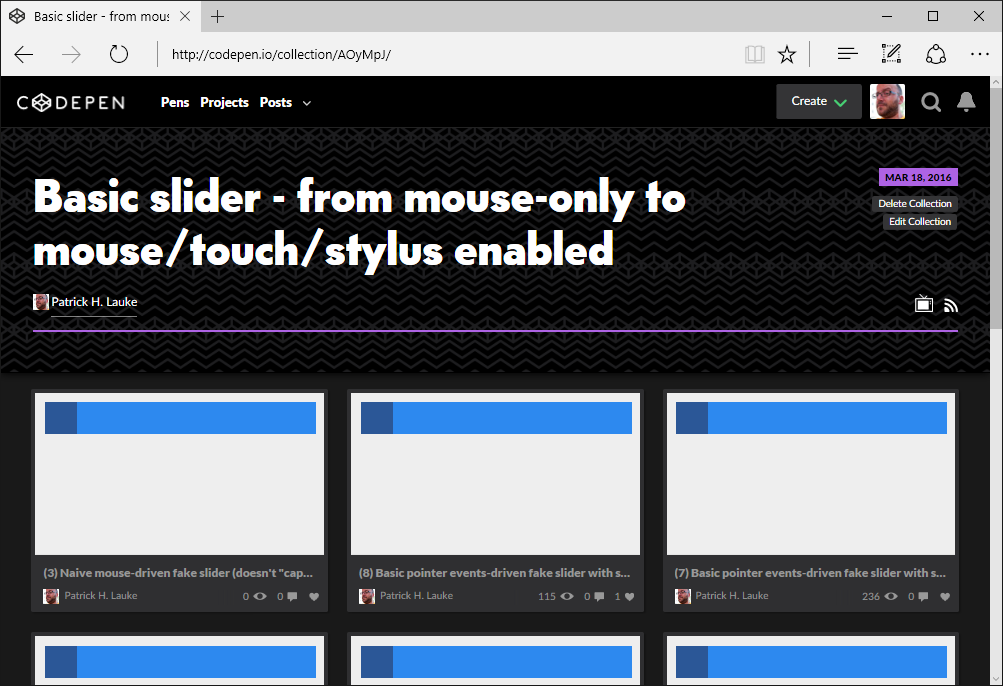 Basic slider - from mous
http://codepen.io/collection/AOyMpJ/
CODEPEN Pens Projects Posts Create
Basic slider - from mouse-only to
mouse/touch/stylus enabled
MAR 18, 2016
Delete Collection
Edit Collection
Patrick H. Lauke
(3) Naive mouse-driven fake slider (doesn't "cap...
Patrick H. Lauke 0 0
(8) Basic pointer events-driven fake slider with s...
Patrick H. Lauke 115 0 1
(7) Basic pointer events-driven fake slider with s...
Patrick H. Lauke 236 0